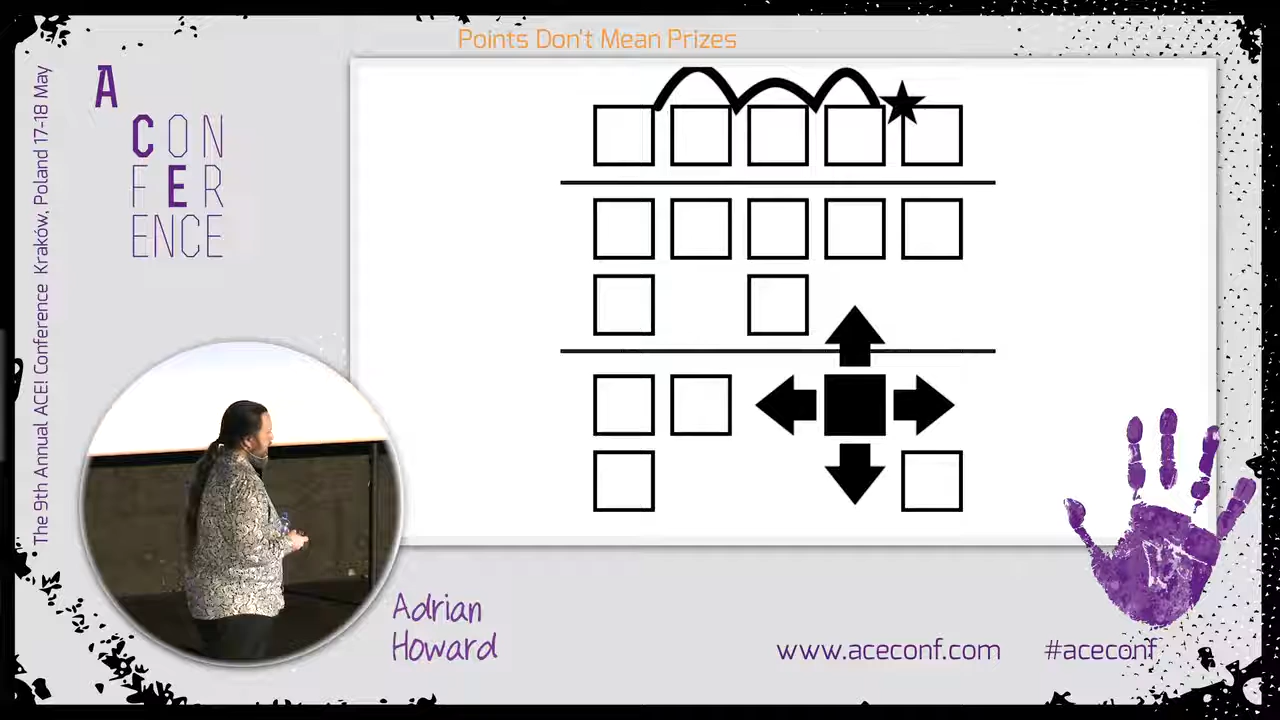 Points Don't Mean Prizes
A
CON
FER
ENCE
The 9th Annual ACE! Conference Kraków, Poland 17-18 May
Adrian
Howard
www.aceconf.com
#aceconf